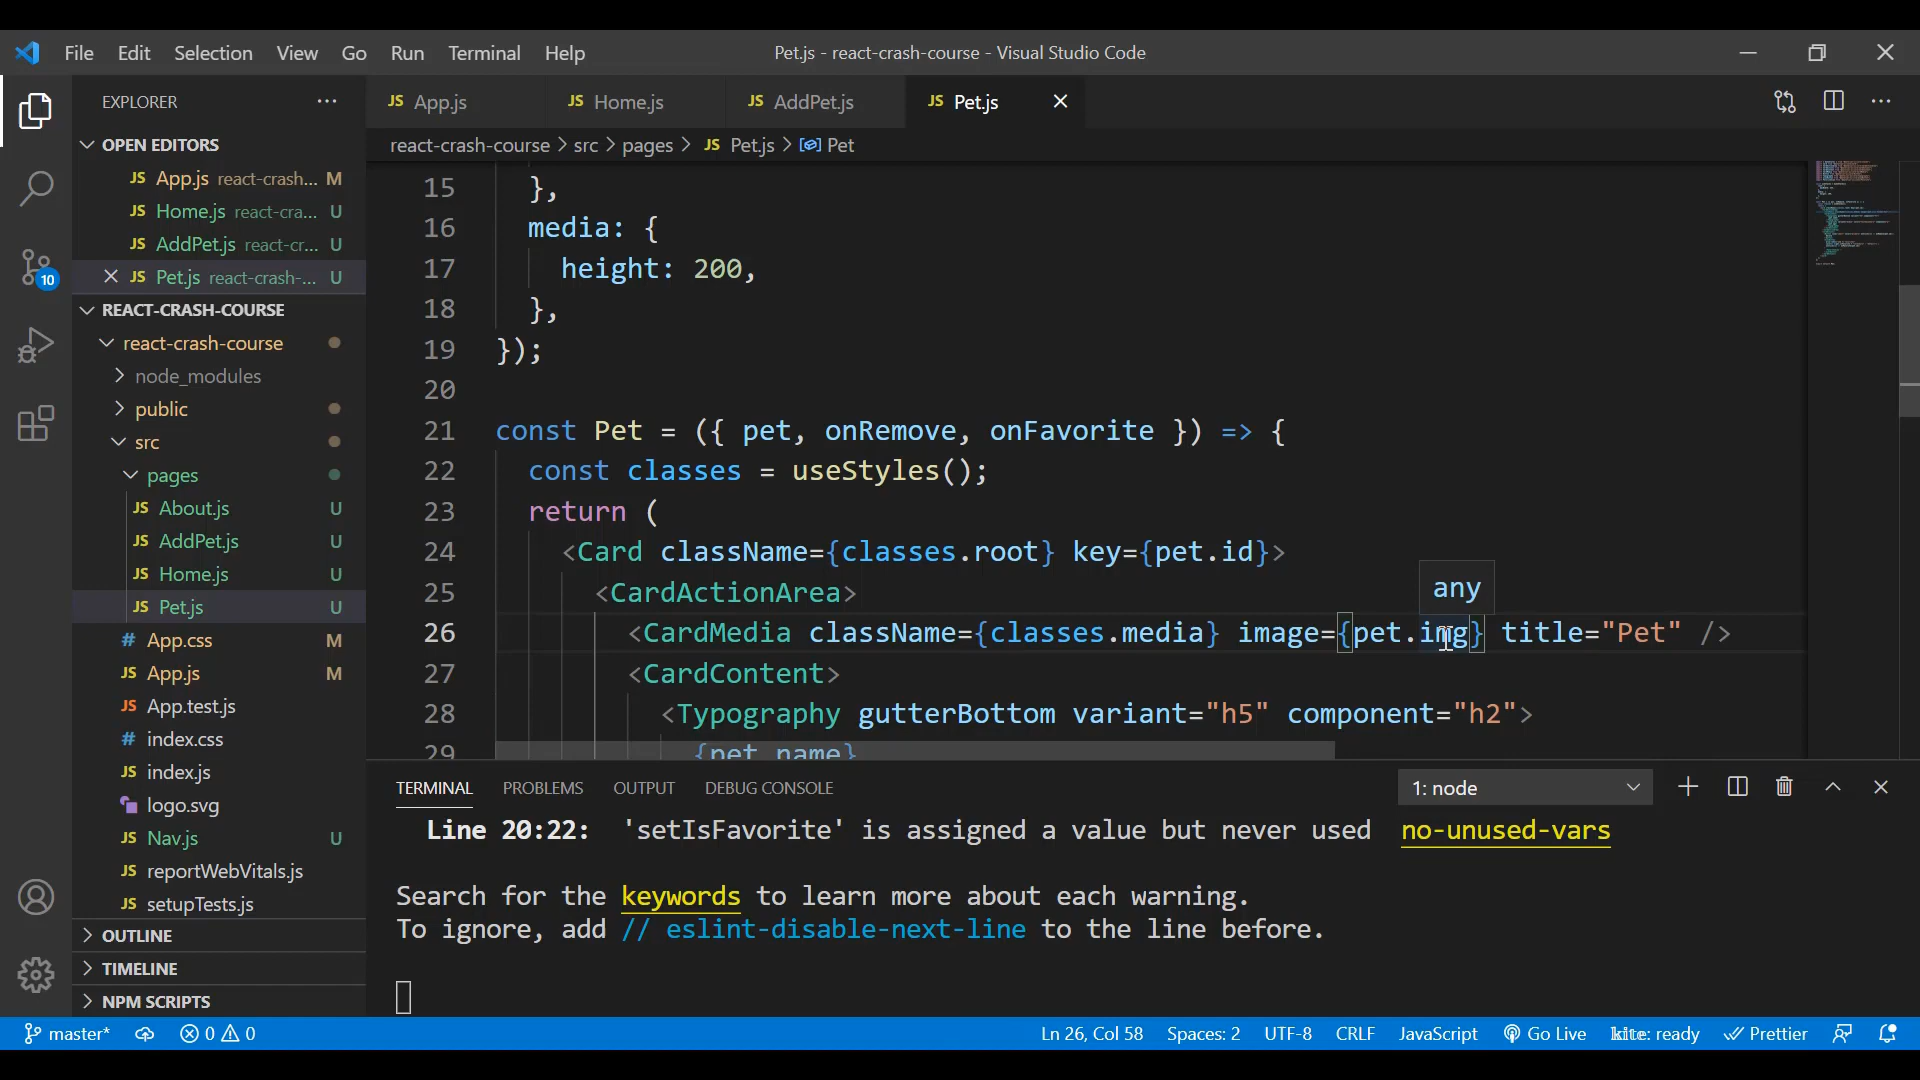 File Edit Selection View Go Run Terminal Help
Pet.js - react-crash-course - Visual Studio Code
EXPLORER
OPEN EDITORS
JS App.js react-crash... M
JS Home.js react-cra... U
JS AddPet.js react-cr... U
JS Pet.js react-crash-... U
REACT-CRASH-COURSE
react-crash-course
node_modules
public
src
pages
JS About.js U
JS AddPet.js U
JS Home.js U
JS Pet.js U
# App.css M
JS App.js M
JS App.test.js
# index.css
JS index.js
logo.svg
JS Nav.js U
JS reportWebVitals.js
JS setupTests.js
OUTLINE
TIMELINE
NPM SCRIPTS
10
JS App.js JS Home.js JS AddPet.js JS Pet.js
react-crash-course > src > pages > JS Pet.js > Pet
15 },
16 media: {
17 height: 200,
18 },
19 });
20
21 const Pet = ({ pet, onRemove, onFavorite }) => {
22 const classes = useStyles();
23 return (
24 <Card className={classes.root} key={pet.id}>
25 <CardActionArea>
any
26 <CardMedia className={classes.media} image={pet.img} title="Pet" />
27 <CardContent>
28 <Typography gutterBottom variant="h5" component="h2">
29 {pet.name}
TERMINAL PROBLEMS OUTPUT DEBUG CONSOLE
1: node
Line 20:22: 'setIsFavorite' is assigned a value but never used no-unused-vars
Search for the keywords to learn more about each warning.
To ignore, add // eslint-disable-next-line to the line before.
master* 0 0 Ln 26, Col 58 Spaces: 2 UTF-8 CRLF JavaScript Go Live kite: ready Prettier